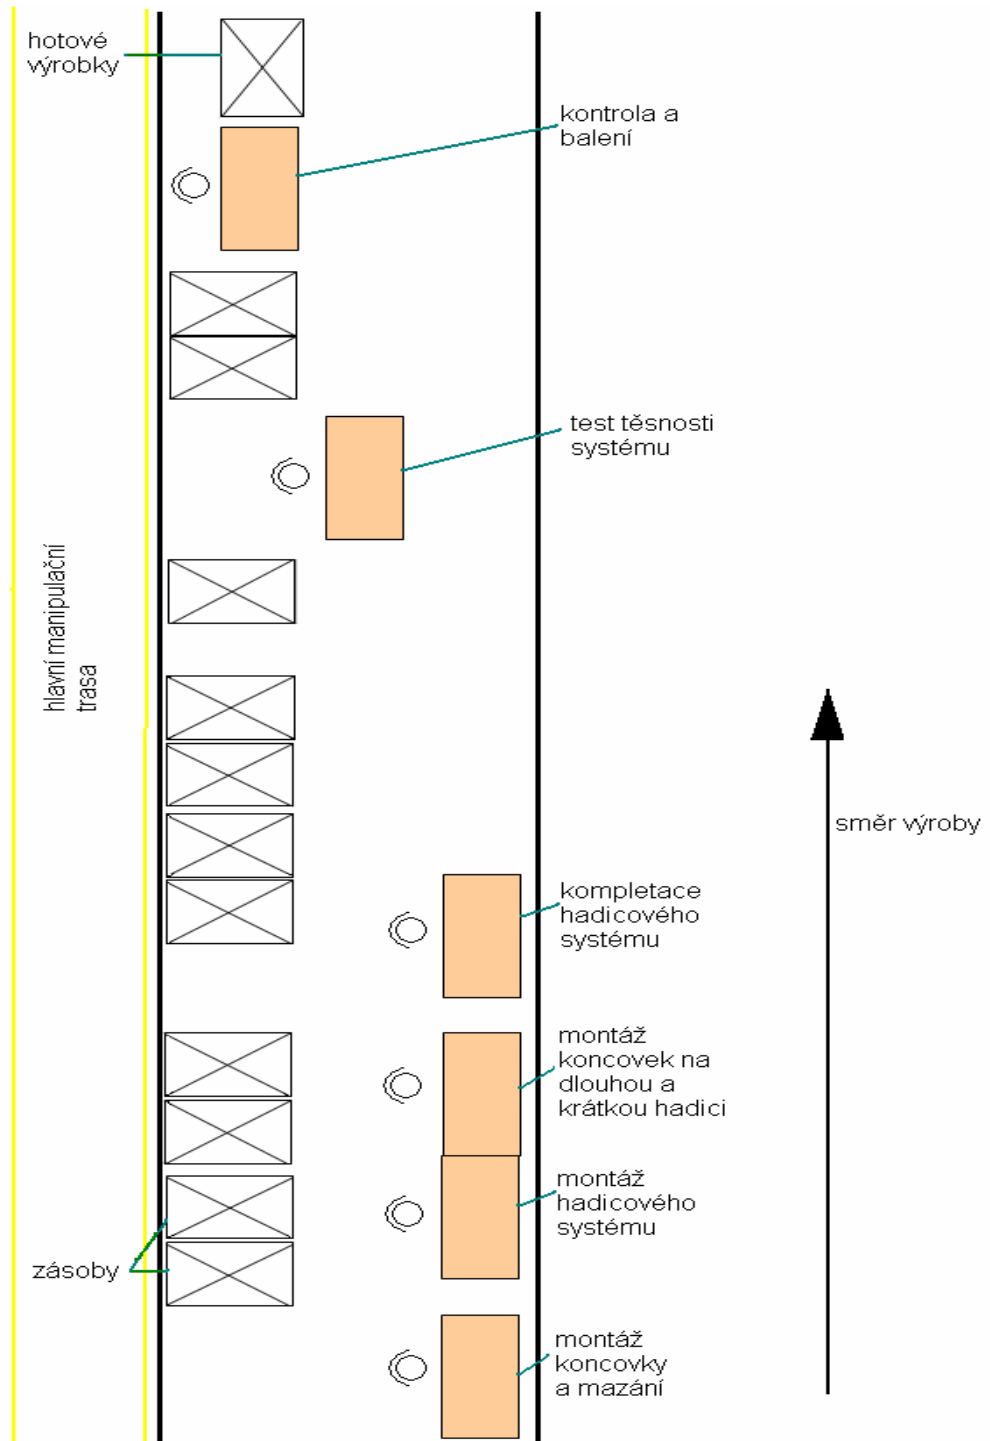 hotové
výrobky
kontrola a
balení
test těsnosti
systému
hlavní manipulační
trasa
směr výroby
kompletace
hadicového
systému
montáž
koncovek na
dlouhou a
krátkou hadici
montáž
hadicového
systému
zásoby
montáž
koncovky
a mazání